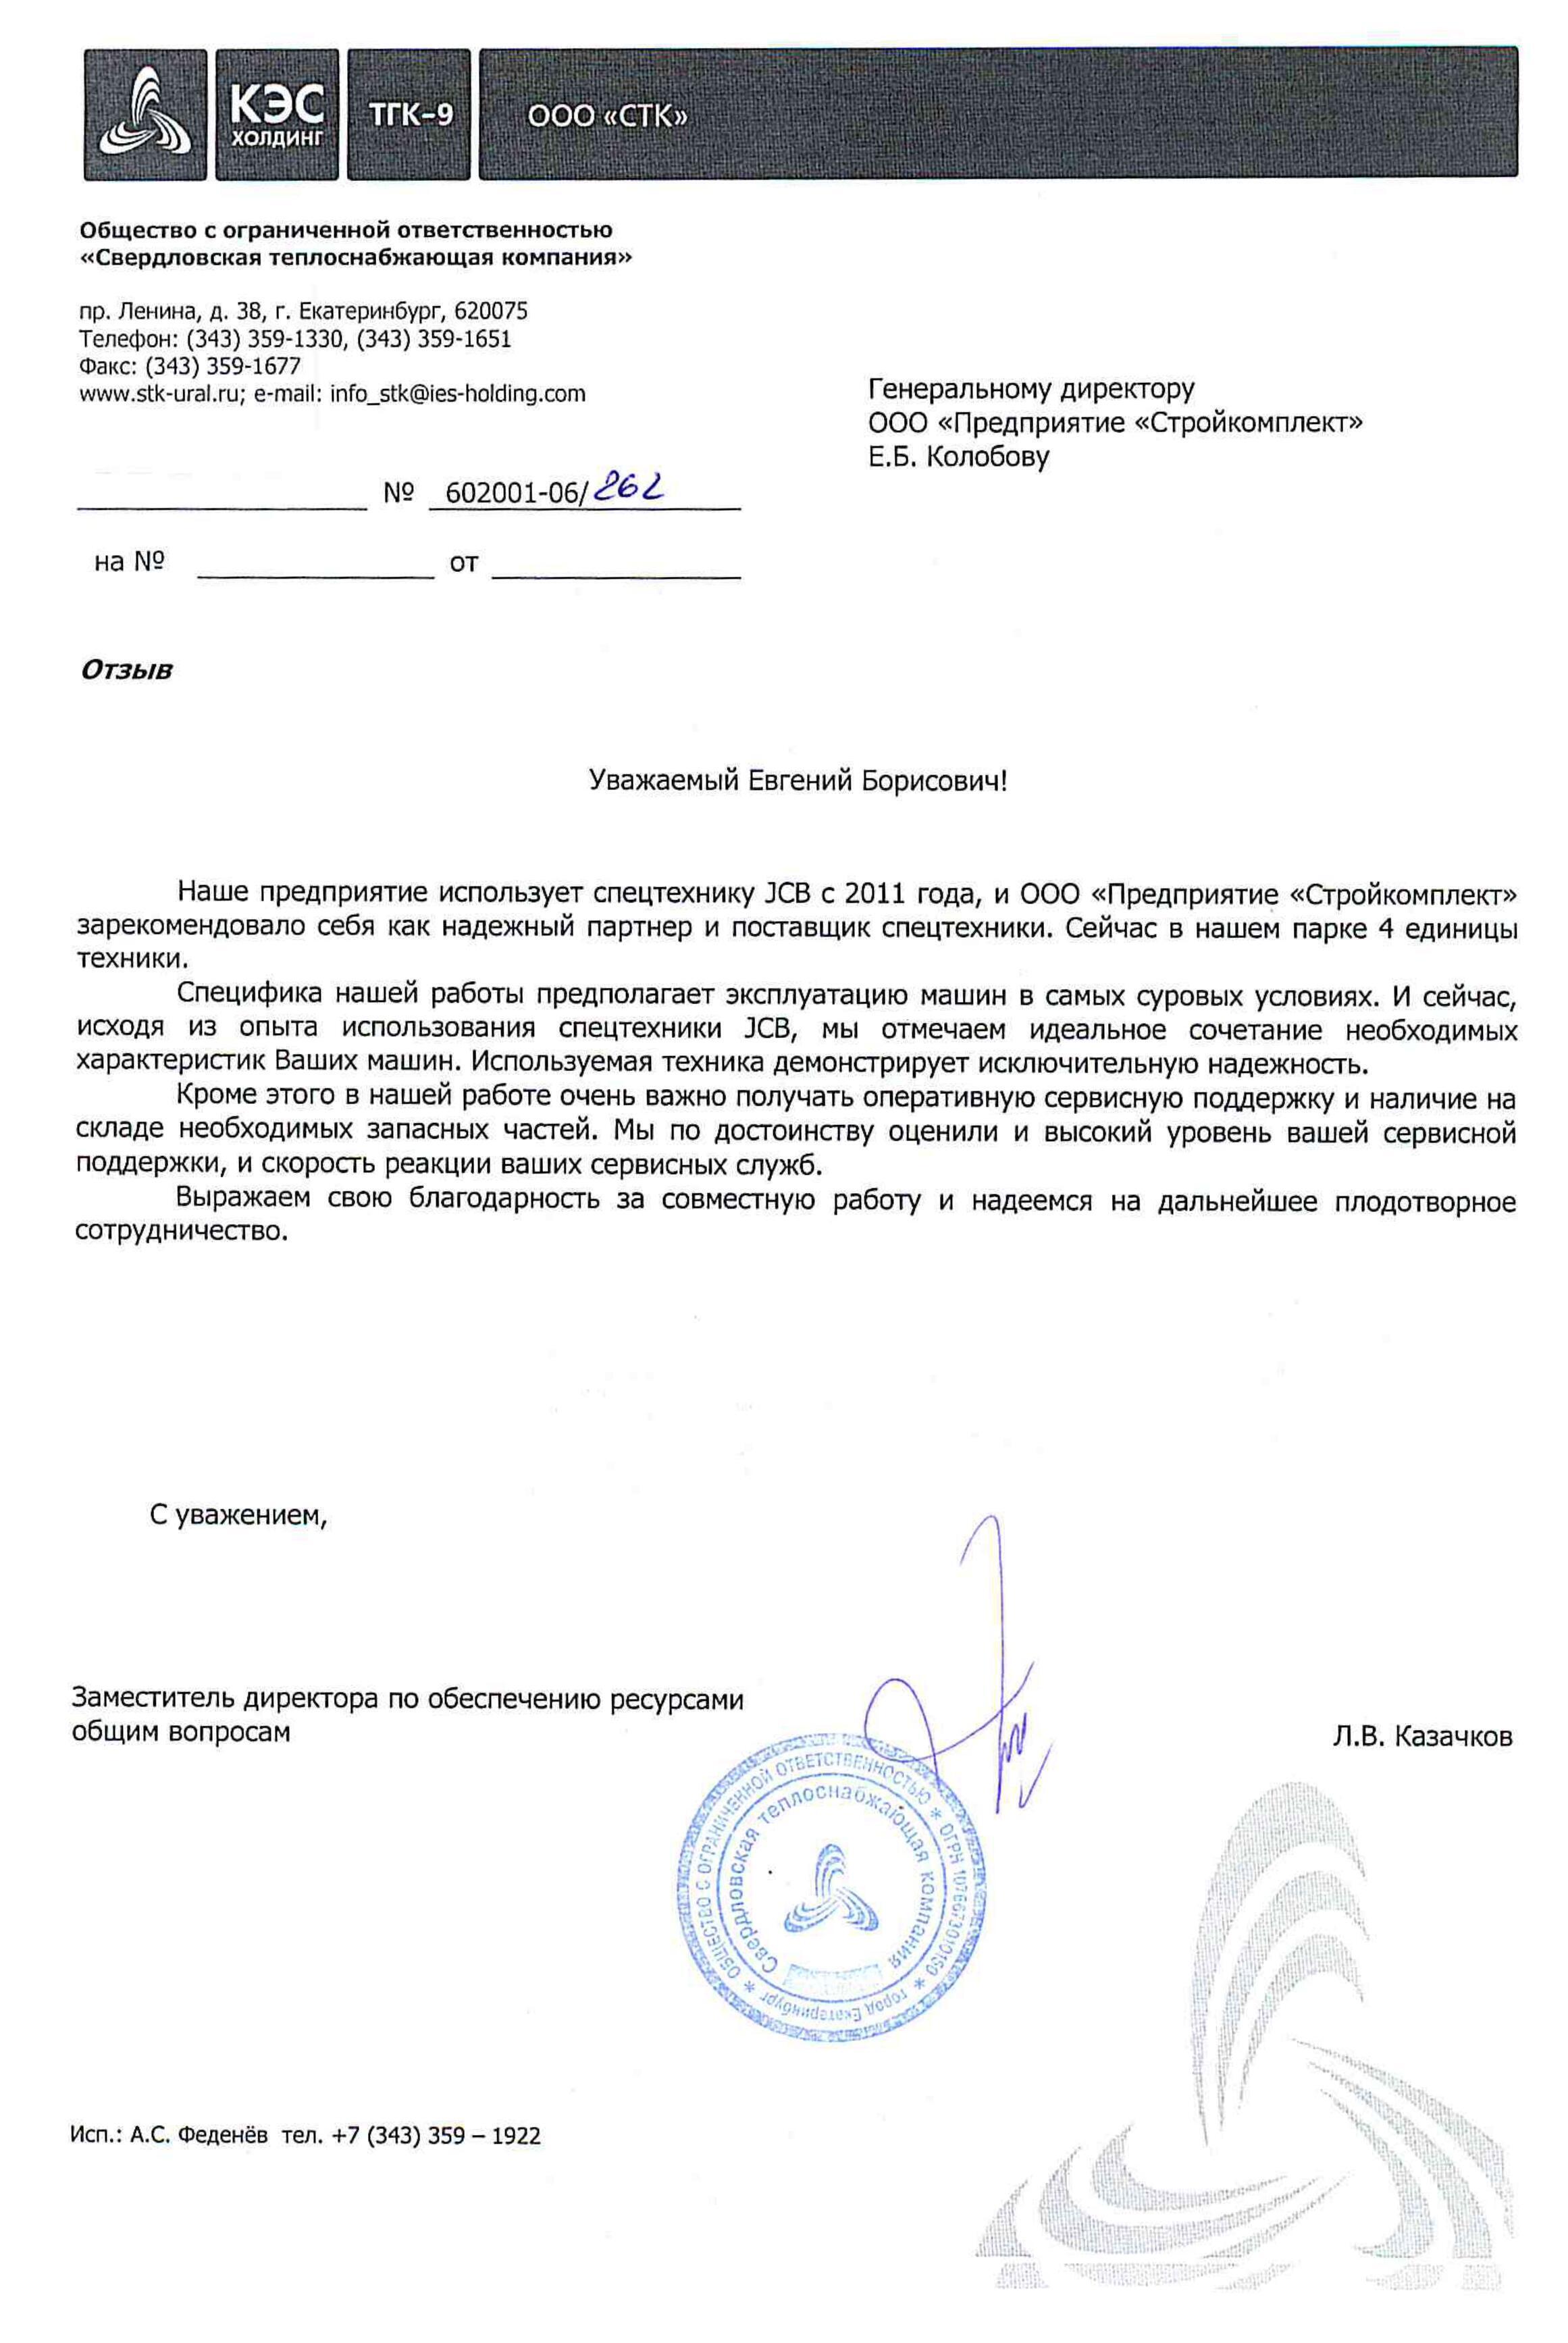 КЭС
ХОЛДИНГ
ТГК-9
ООО «СТК»
Общество с ограниченной ответственностью
«Свердловская теплоснабжающая компания»
пр. Ленина, д. 38, г. Екатеринбург, 620075
Телефон: (343) 359-1330, (343) 359-1651
Факс: (343) 359-1677
www.stk-ural.ru; e-mail: info_stk@ies-holding.com
Генеральному директору
ООО «Предприятие «Стройкомплект»
Е.Б. Колобову
№ 602001-06/262
на № от
Отзыв
Уважаемый Евгений Борисович!
Наше предприятие использует спецтехнику JCB с 2011 года, и ООО «Предприятие «Стройкомплект»
зарекомендовало себя как надежный партнер и поставщик спецтехники. Сейчас в нашем парке 4 единицы
техники.
Специфика нашей работы предполагает эксплуатацию машин в самых суровых условиях. И сейчас,
исходя из опыта использования спецтехники JCB, мы отмечаем идеальное сочетание необходимых
характеристик Ваших машин. Используемая техника демонстрирует исключительную надежность.
Кроме этого в нашей работе очень важно получать оперативную сервисную поддержку и наличие на
складе необходимых запасных частей. Мы по достоинству оценили и высокий уровень вашей сервисной
поддержки, и скорость реакции ваших сервисных служб.
Выражаем свою благодарность за совместную работу и надеемся на дальнейшее плодотворное
сотрудничество.
С уважением,
Заместитель директора по обеспечению ресурсами
общим вопросам
Л.В. Казачков
ОБЩЕСТВО С ОГРАНИЧЕННОЙ ОТВЕТСТВЕННОСТЬЮ * ОГРН 1076673010160 * город Екатеринбург *
Свердловская теплоснабжающая компания
Исп.: А.С. Феденёв тел. +7 (343) 359 – 1922